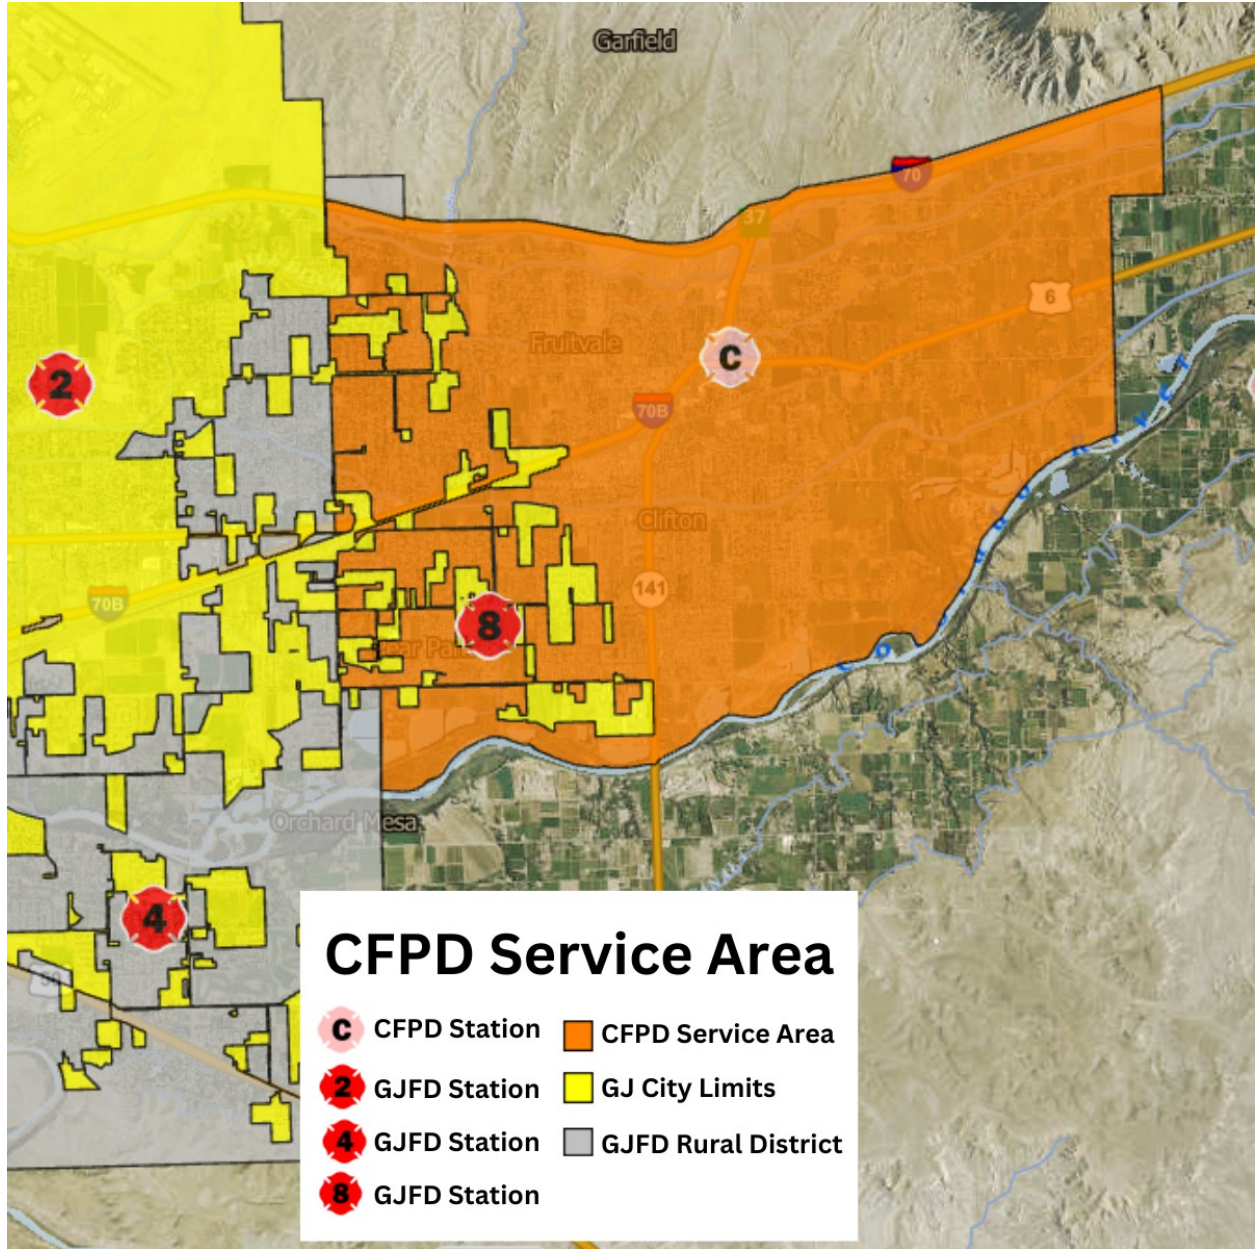 Garfield
70
37
6
Fruitvale
C
2
70B
Clifton
141
70B
8
Orchard Mesa
4
50
CFPD Service Area
C CFPD Station
CFPD Service Area
2 GJFD Station
GJ City Limits
4 GJFD Station
GJFD Rural District
8 GJFD Station